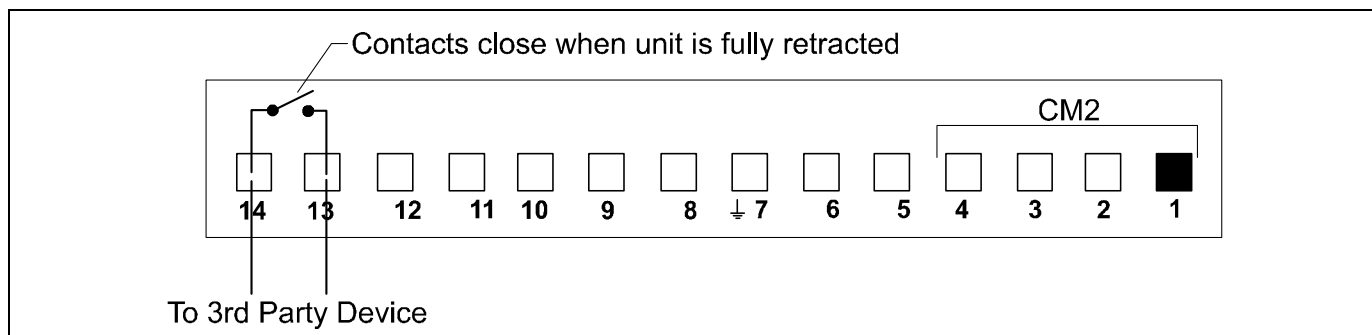 Contacts close when unit is fully retracted
CM2
14 13 12 11 10 9 8 ⏚ 7 6 5 4 3 2 1
To 3rd Party Device